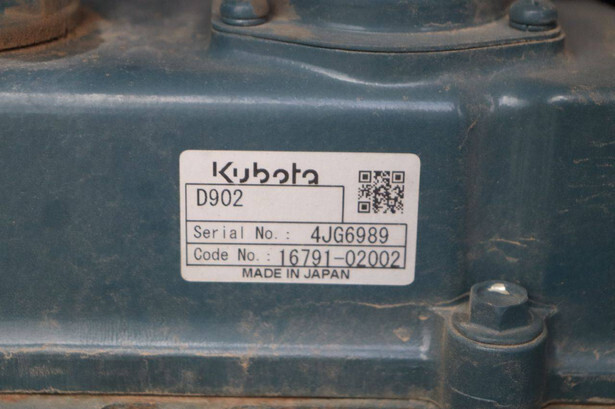 Kubota
D902
Serial No.: 4JG6989
Code No.: 16791-02002
MADE IN JAPAN